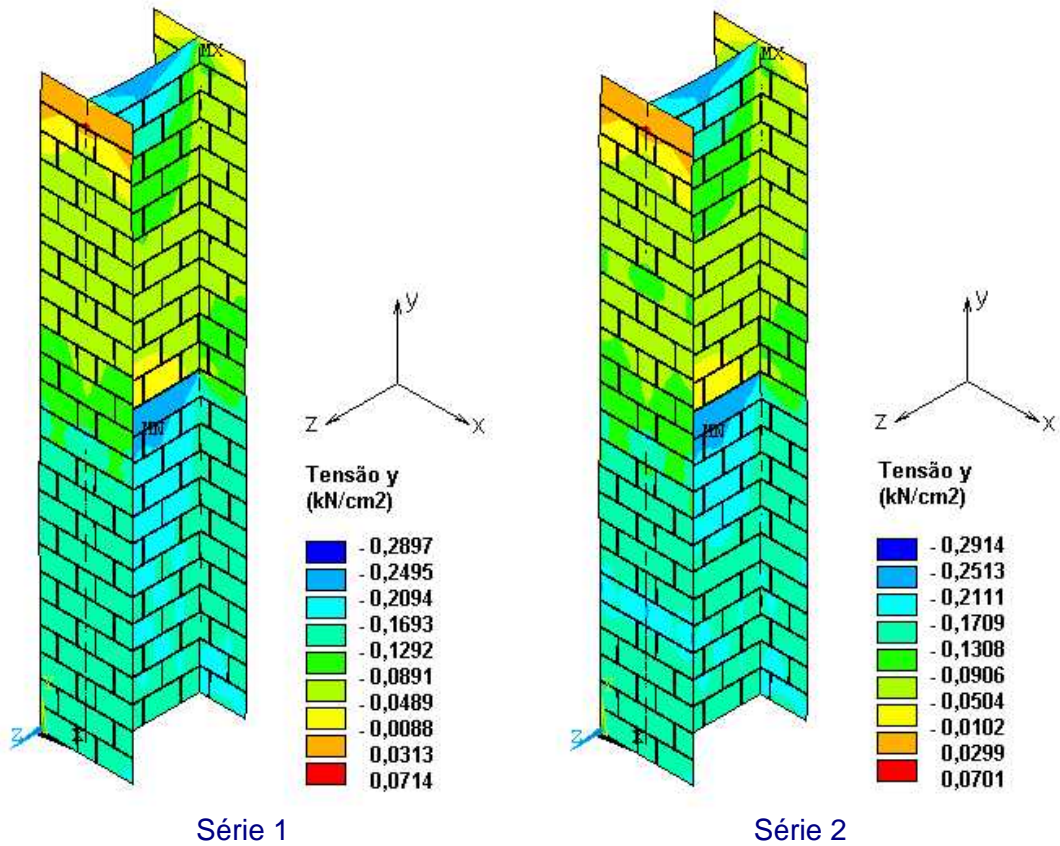 MX
MN
y
z
x
Tensão y
(kN/cm2)
- 0,2897
- 0,2495
- 0,2094
- 0,1693
- 0,1292
- 0,0891
- 0,0489
- 0,0088
0,0313
0,0714
Z
Série 1
MX
MN
y
z
x
Tensão y
(kN/cm2)
- 0,2914
- 0,2513
- 0,2111
- 0,1709
- 0,1308
- 0,0906
- 0,0504
- 0,0102
0,0299
0,0701
Z
Série 2